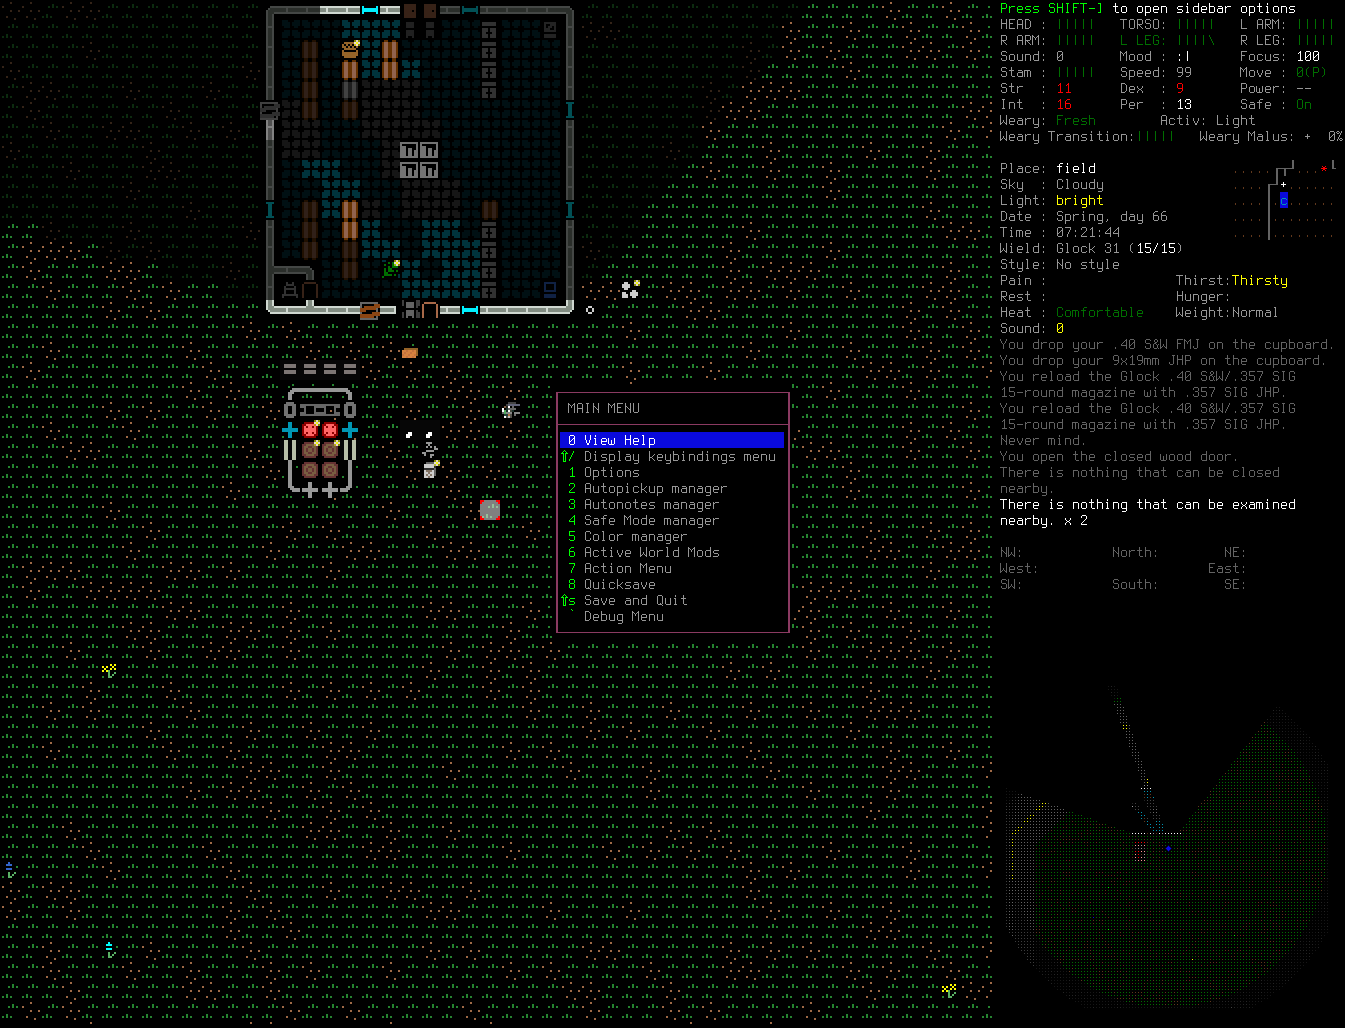 Press SHIFT-] to open sidebar options
HEAD : ||||| TORSO: ||||| L ARM: |||||
R ARM: ||||| L LEG: ||||\ R LEG: |||||
Sound: 0 Mood : :| Focus: 100
Stam : ||||| Speed: 99 Move : 0(P)
Str : 11 Dex : 9 Power: --
Int : 16 Per : 13 Safe : On
Weary: Fresh Activ: Light
Weary Transition:||||| Weary Malus: + 0%
Place: field
Sky : Cloudy
Light: bright
Date : Spring, day 66
Time : 07:21:44
Wield: Glock 31 (15/15)
Style: No style
Pain : Thirst:Thirsty
Rest : Hunger:
Heat : Comfortable Weight:Normal
Sound: 0
You drop your .40 S&W FMJ on the cupboard.
You drop your 9x19mm JHP on the cupboard.
You reload the Glock .40 S&W/.357 SIG
15-round magazine with .357 SIG JHP.
You reload the Glock .40 S&W/.357 SIG
15-round magazine with .357 SIG JHP.
Never mind.
You open the closed wood door.
There is nothing that can be closed
nearby.
There is nothing that can be examined
nearby. x 2
NW: North: NE:
West: East:
SW: South: SE:
MAIN MENU
0 View Help
⇧/ Display keybindings menu
1 Options
2 Autopickup manager
3 Autonotes manager
4 Safe Mode manager
5 Color manager
6 Active World Mods
7 Action Menu
8 Quicksave
⇧s Save and Quit
` Debug Menu